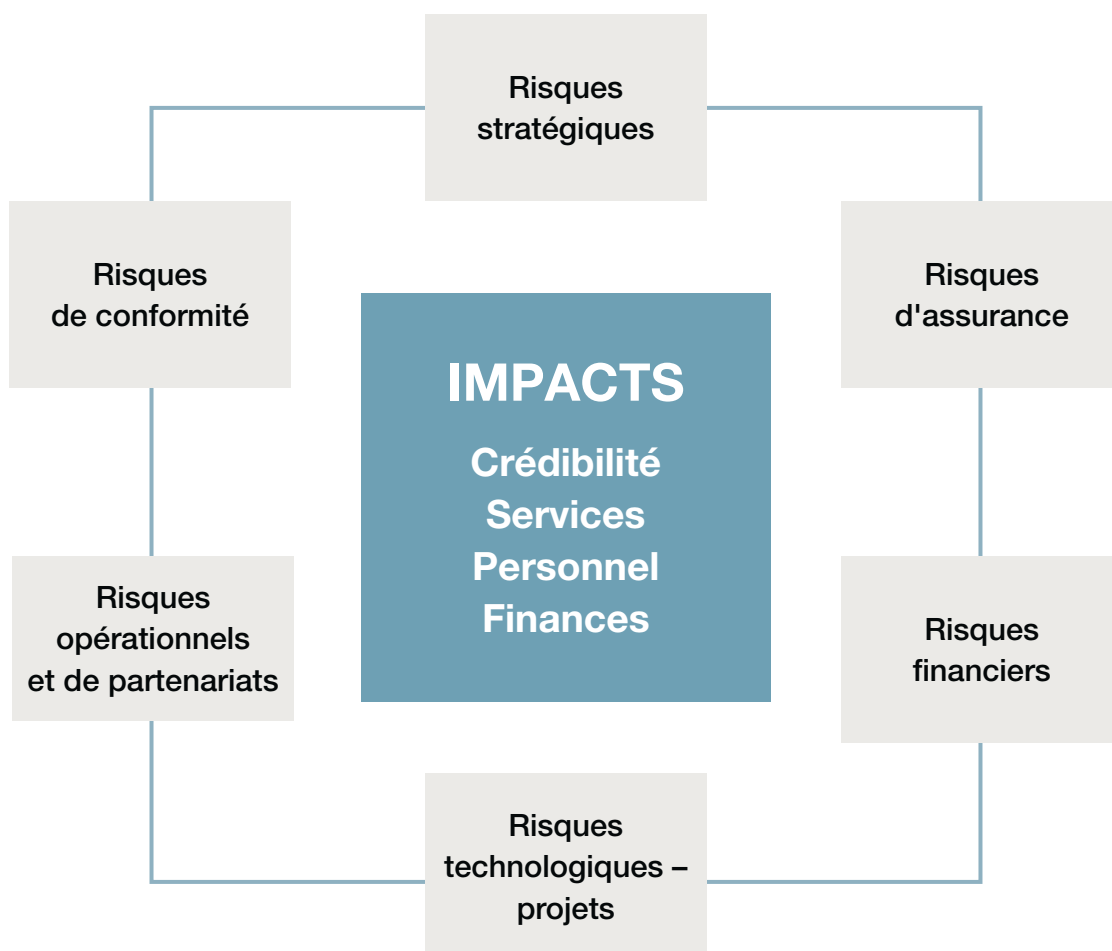 Risques
stratégiques
Risques
de conformité
Risques
d'assurance
IMPACTS
Crédibilité
Services
Personnel
Finances
Risques
opérationnels
et de partenariats
Risques
financiers
Risques
technologiques –
projets